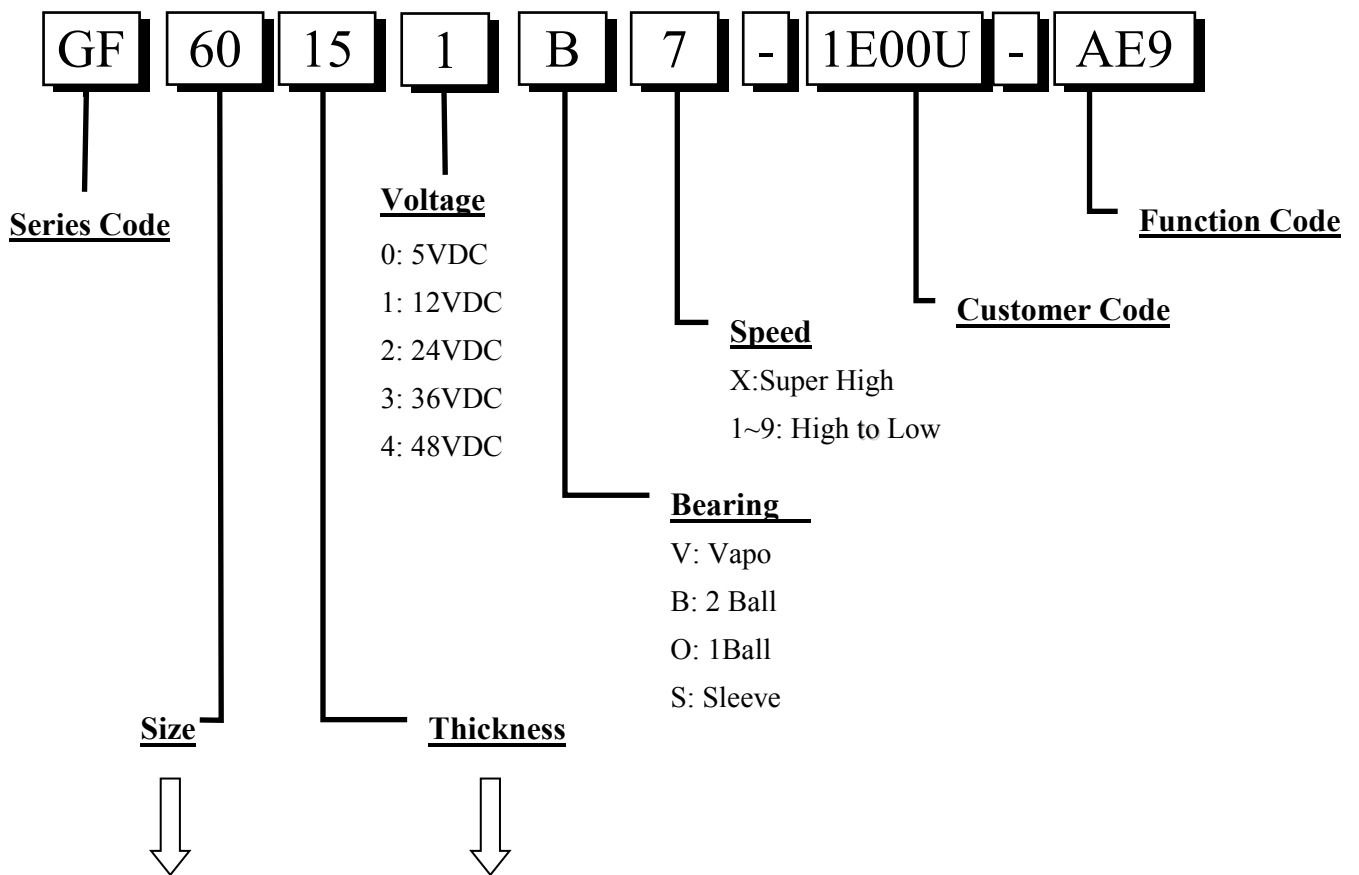 GF 60 15 1 B 7 - 1E00U - AE9
Series Code
Voltage
0: 5VDC
1: 12VDC
2: 24VDC
3: 36VDC
4: 48VDC
Function Code
Customer Code
Speed
X:Super High
1~9: High to Low
Bearing
V: Vapo
B: 2 Ball
O: 1Ball
S: Sleeve
Size
Thickness